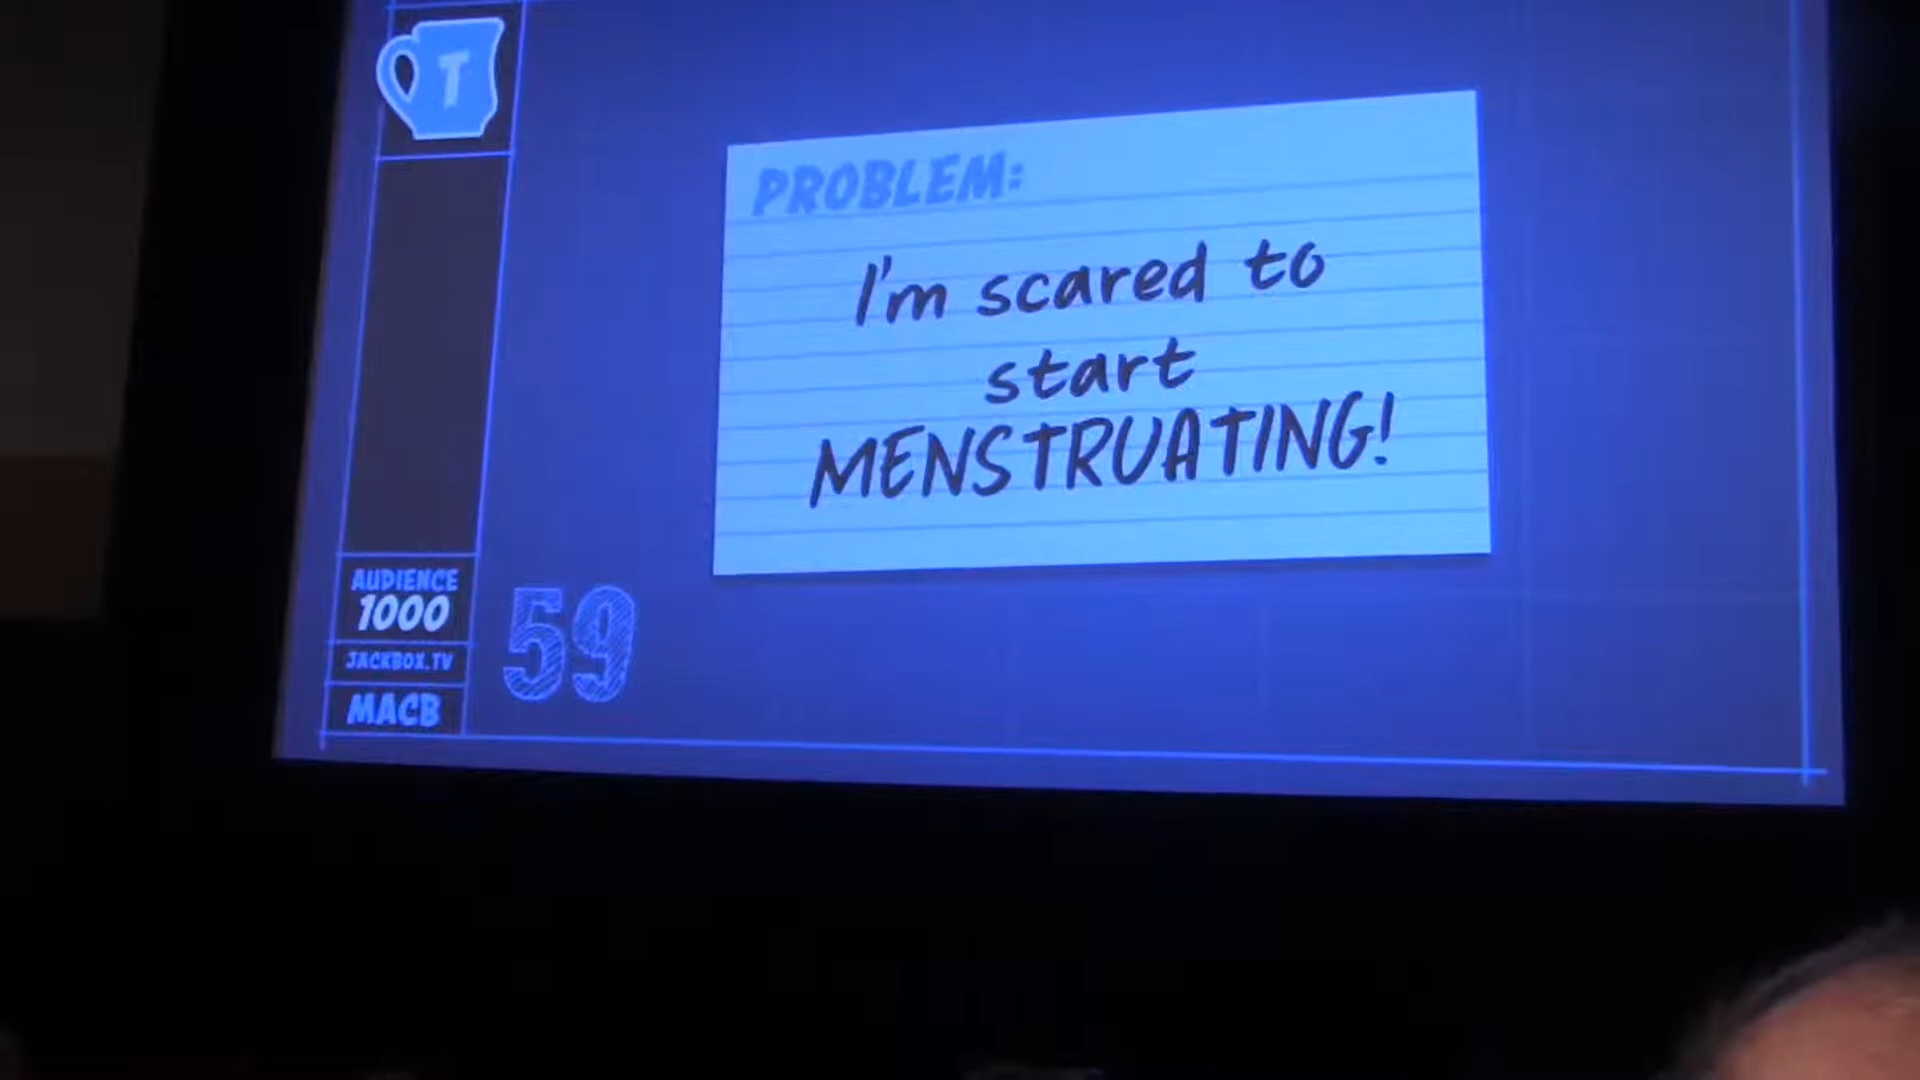 T
PROBLEM:
I'm scared to
start
MENSTRUATING!
AUDIENCE
1000
JACKBOX.TV
MACB
59